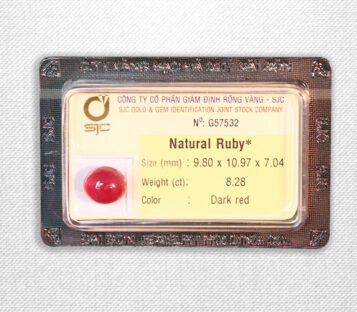 CÔNG TY CỔ PHẦN GIÁM ĐỊNH RỒNG VÀNG - SJC
SJC GOLD & GEM IDENTIFICATION JOINT STOCK COMPANY
SJC
Nº: G57532
Natural Ruby*
Size (mm) : 9.80 x 10.97 x 7.04
Weight (ct): 8.28
Color : Dark red